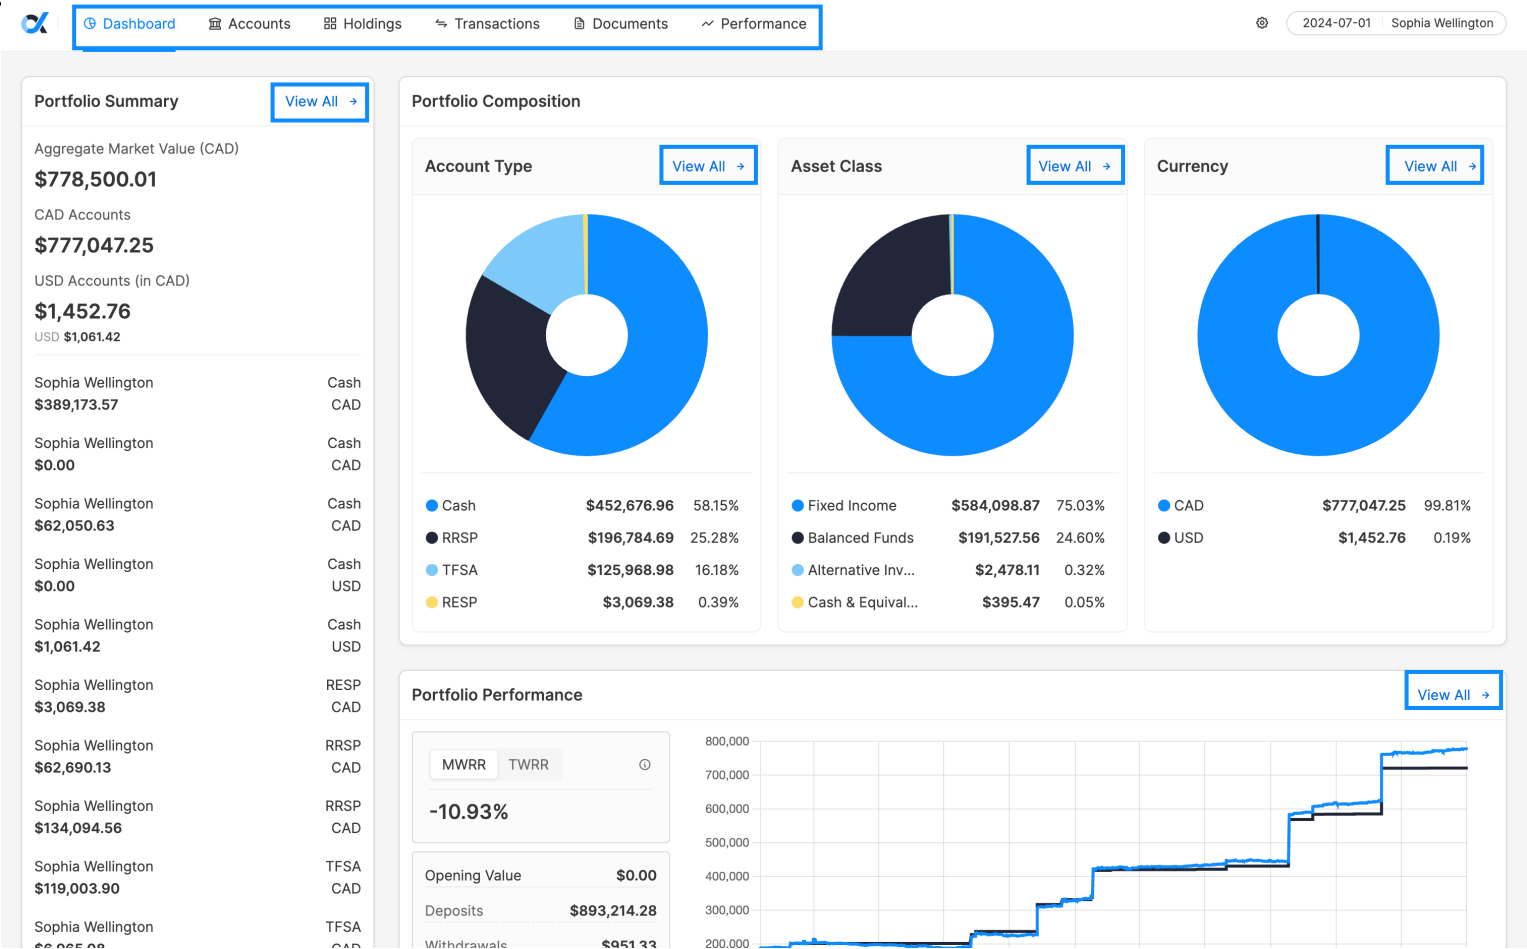 Dashboard
Accounts
Holdings
Transactions
Documents
Performance
2024-07-01
Sophia Wellington
Portfolio Summary
View All →
Aggregate Market Value (CAD)
$778,500.01
CAD Accounts
$777,047.25
USD Accounts (in CAD)
$1,452.76
USD $1,061.42
Sophia Wellington Cash
$389,173.57 CAD
Sophia Wellington Cash
$0.00 CAD
Sophia Wellington Cash
$62,050.63 CAD
Sophia Wellington Cash
$0.00 USD
Sophia Wellington Cash
$1,061.42 USD
Sophia Wellington RESP
$3,069.38 CAD
Sophia Wellington RRSP
$62,690.13 CAD
Sophia Wellington RRSP
$134,094.56 CAD
Sophia Wellington TFSA
$119,003.90 CAD
Sophia Wellington TFSA
$6,965.08 CAD
Portfolio Composition
Account Type View All →
Cash $452,676.96 58.15%
RRSP $196,784.69 25.28%
TFSA $125,968.98 16.18%
RESP $3,069.38 0.39%
Asset Class View All →
Fixed Income $584,098.87 75.03%
Balanced Funds $191,527.56 24.60%
Alternative Inv... $2,478.11 0.32%
Cash & Equival... $395.47 0.05%
Currency View All →
CAD $777,047.25 99.81%
USD $1,452.76 0.19%
Portfolio Performance View All →
MWRR TWRR
-10.93%
Opening Value $0.00
Deposits $893,214.28
Withdrawals $951.33
800,000
700,000
600,000
500,000
400,000
300,000
200,000